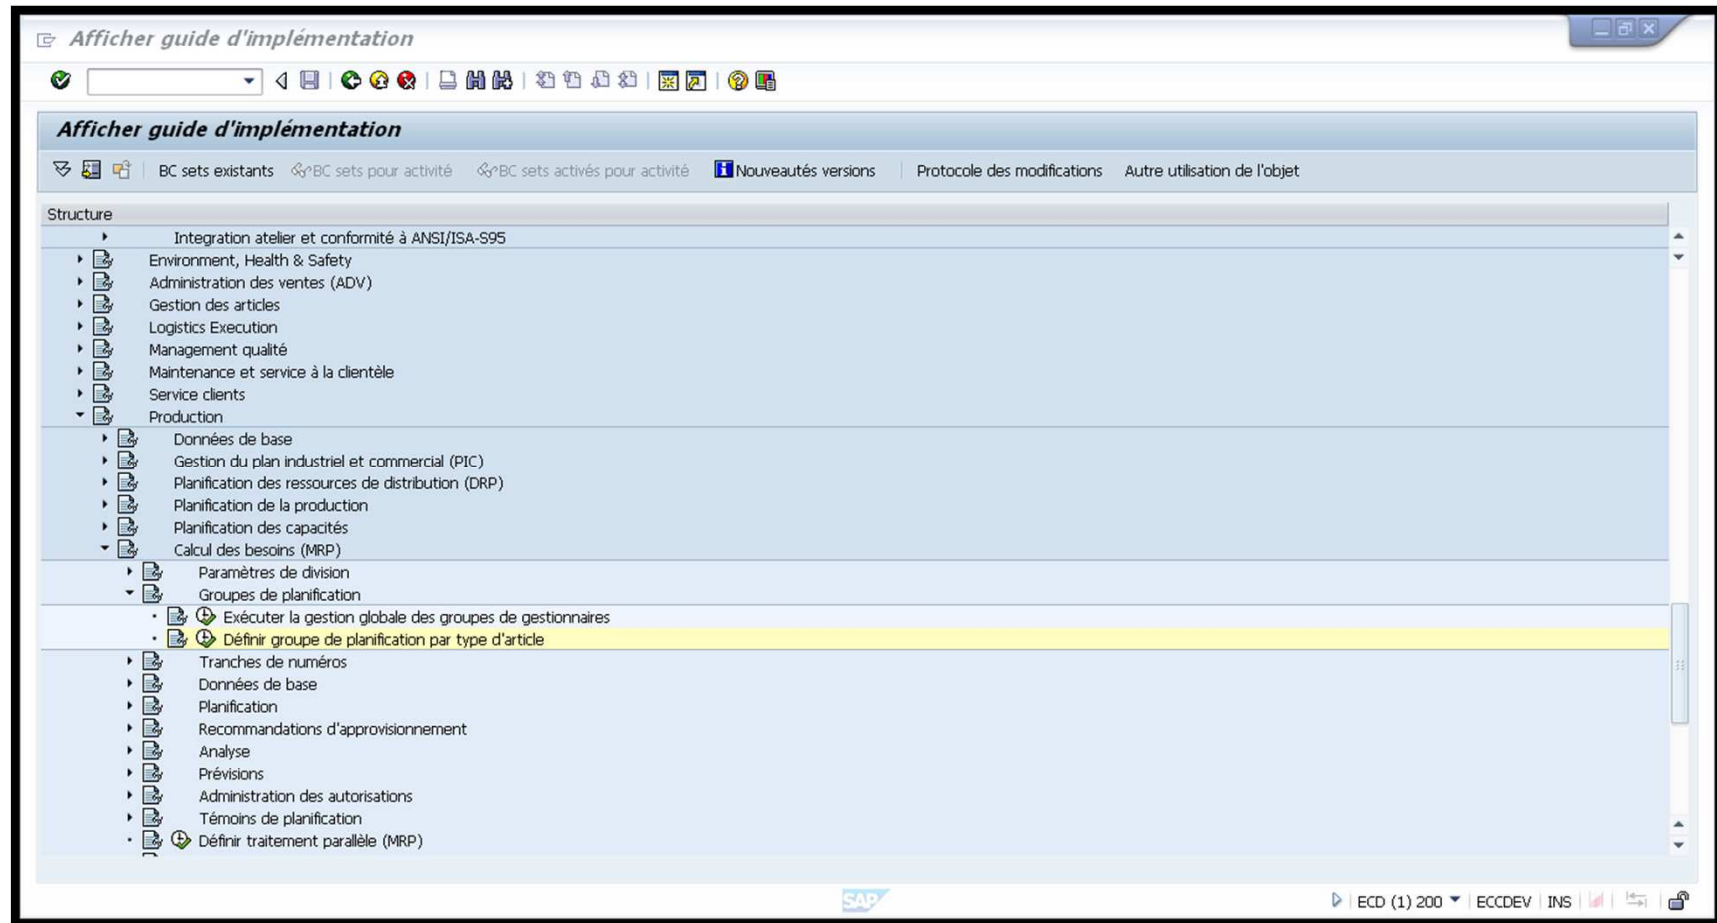 Afficher guide d'implémentation
Afficher guide d'implémentation
BC sets existants BC sets pour activité BC sets activés pour activité Nouveautés versions Protocole des modifications Autre utilisation de l'objet
Structure
Integration atelier et conformité à ANSI/ISA-S95
Environment, Health & Safety
Administration des ventes (ADV)
Gestion des articles
Logistics Execution
Management qualité
Maintenance et service à la clientèle
Service clients
Production
Données de base
Gestion du plan industriel et commercial (PIC)
Planification des ressources de distribution (DRP)
Planification de la production
Planification des capacités
Calcul des besoins (MRP)
Paramètres de division
Groupes de planification
Exécuter la gestion globale des groupes de gestionnaires
Définir groupe de planification par type d'article
Tranches de numéros
Données de base
Planification
Recommandations d'approvisionnement
Analyse
Prévisions
Administration des autorisations
Témoins de planification
Définir traitement parallèle (MRP)
SAP ECD (1) 200 ECCDEV INS